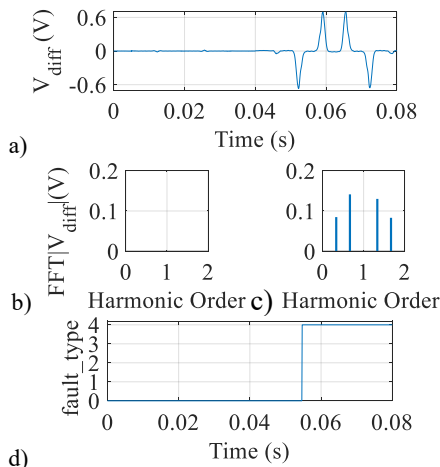 0.6
0
-0.6
V_diff (V)
0 0.02 0.04 0.06 0.08
Time (s)
a)
0.2
0.1
0
FFT|V_diff|(V)
0 1 2
Harmonic Order
b)
0.2
0.1
0
0 1 2
Harmonic Order
c)
4
3
2
1
0
fault_type
0 0.02 0.04 0.06 0.08
Time (s)
d)